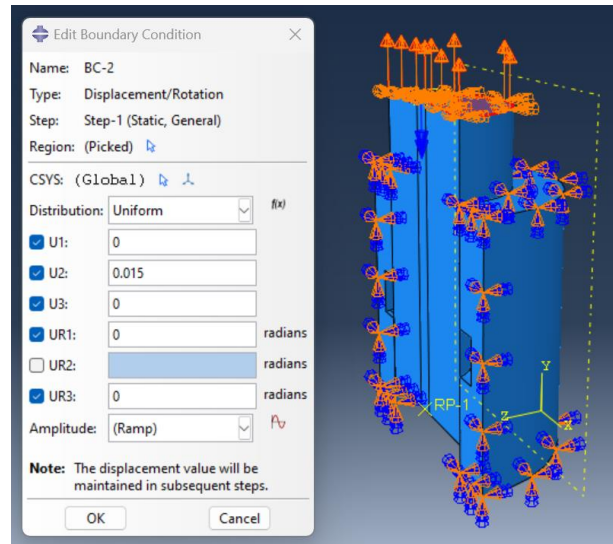 Edit Boundary Condition
Name: BC-2
Type: Displacement/Rotation
Step: Step-1 (Static, General)
Region: (Picked)
CSYS: (Global)
Distribution: Uniform f(x)
U1: 0
U2: 0.015
U3: 0
UR1: 0 radians
UR2: radians
UR3: 0 radians
Amplitude: (Ramp)
Note: The displacement value will be
maintained in subsequent steps.
OK Cancel
RP-1
Y
Z
X